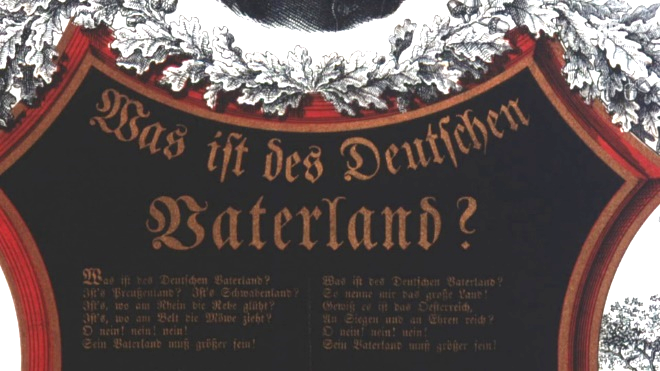 Was ist des Deutschen
Vaterland?
Was ist des Deutschen Vaterland?
Ist's Preußenland? Ist's Schwabenland?
Ist's, wo am Rhein die Rebe glüht?
Ist's, wo am Belt die Möwe zieht?
O nein! nein! nein!
Sein Vaterland muß größer sein!
Was ist des Deutschen Vaterland?
So nenne mir das große Land!
Gewiß es ist das Oesterreich,
An Siegen und an Ehren reich?
O nein! nein! nein!
Sein Vaterland muß größer sein!